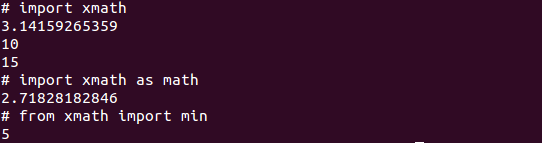 # import xmath
3.14159265359
10
15
# import xmath as math
2.71828182846
# from xmath import min
5